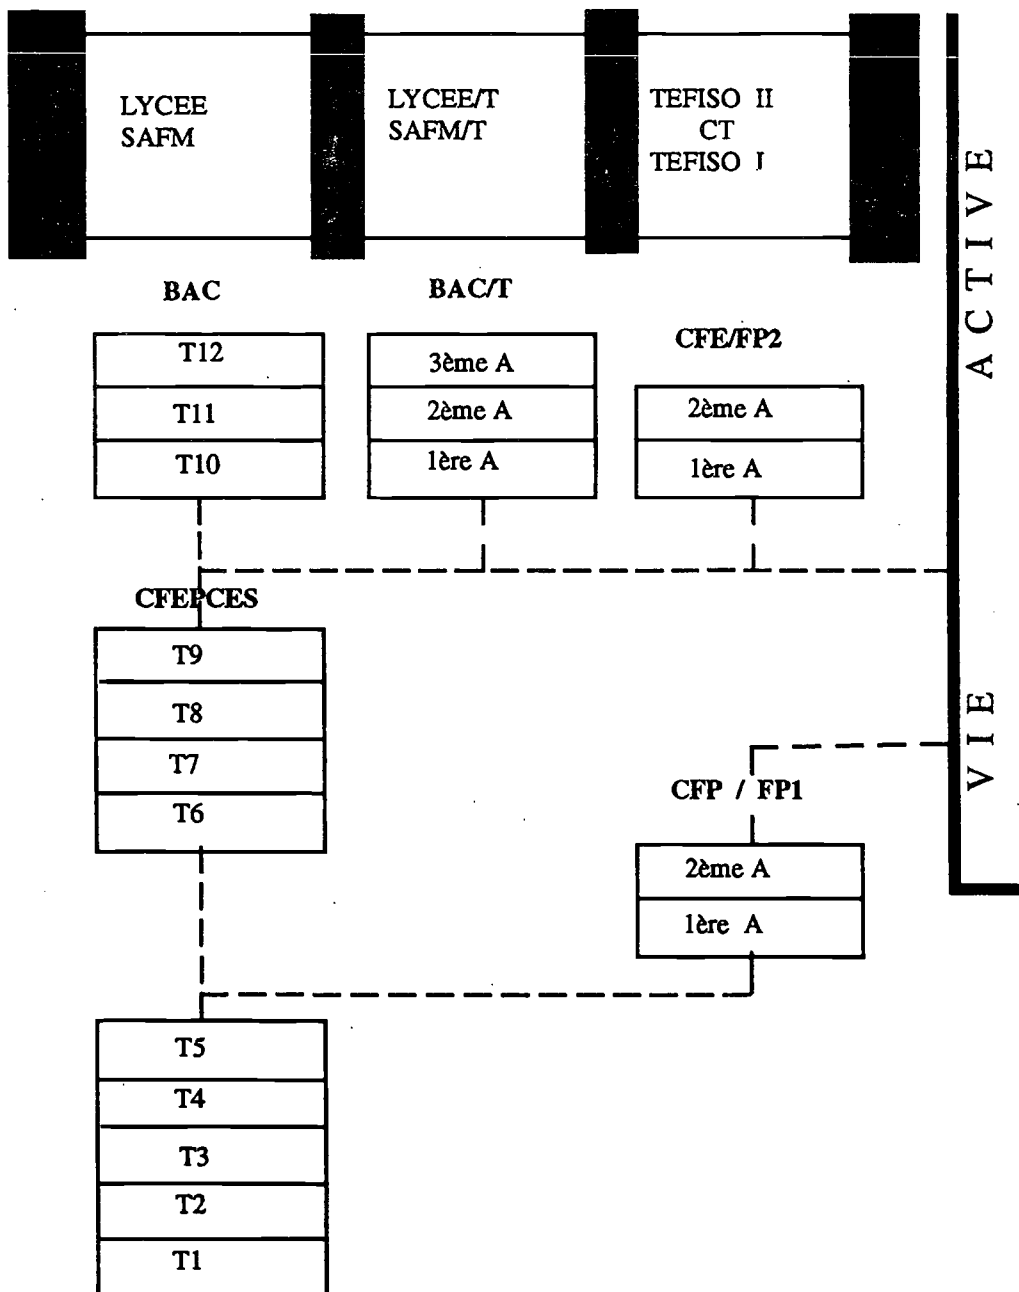 LYCEE
SAFM
LYCEE/T
SAFM/T
TEFISO II
CT
TEFISO I
BAC
T12
T11
T10
BAC/T
3ème A
2ème A
1ère A
CFE/FP2
2ème A
1ère A
CFEPCES
T9
T8
T7
T6
CFP / FP1
2ème A
1ère A
T5
T4
T3
T2
T1
VIE ACTIVE